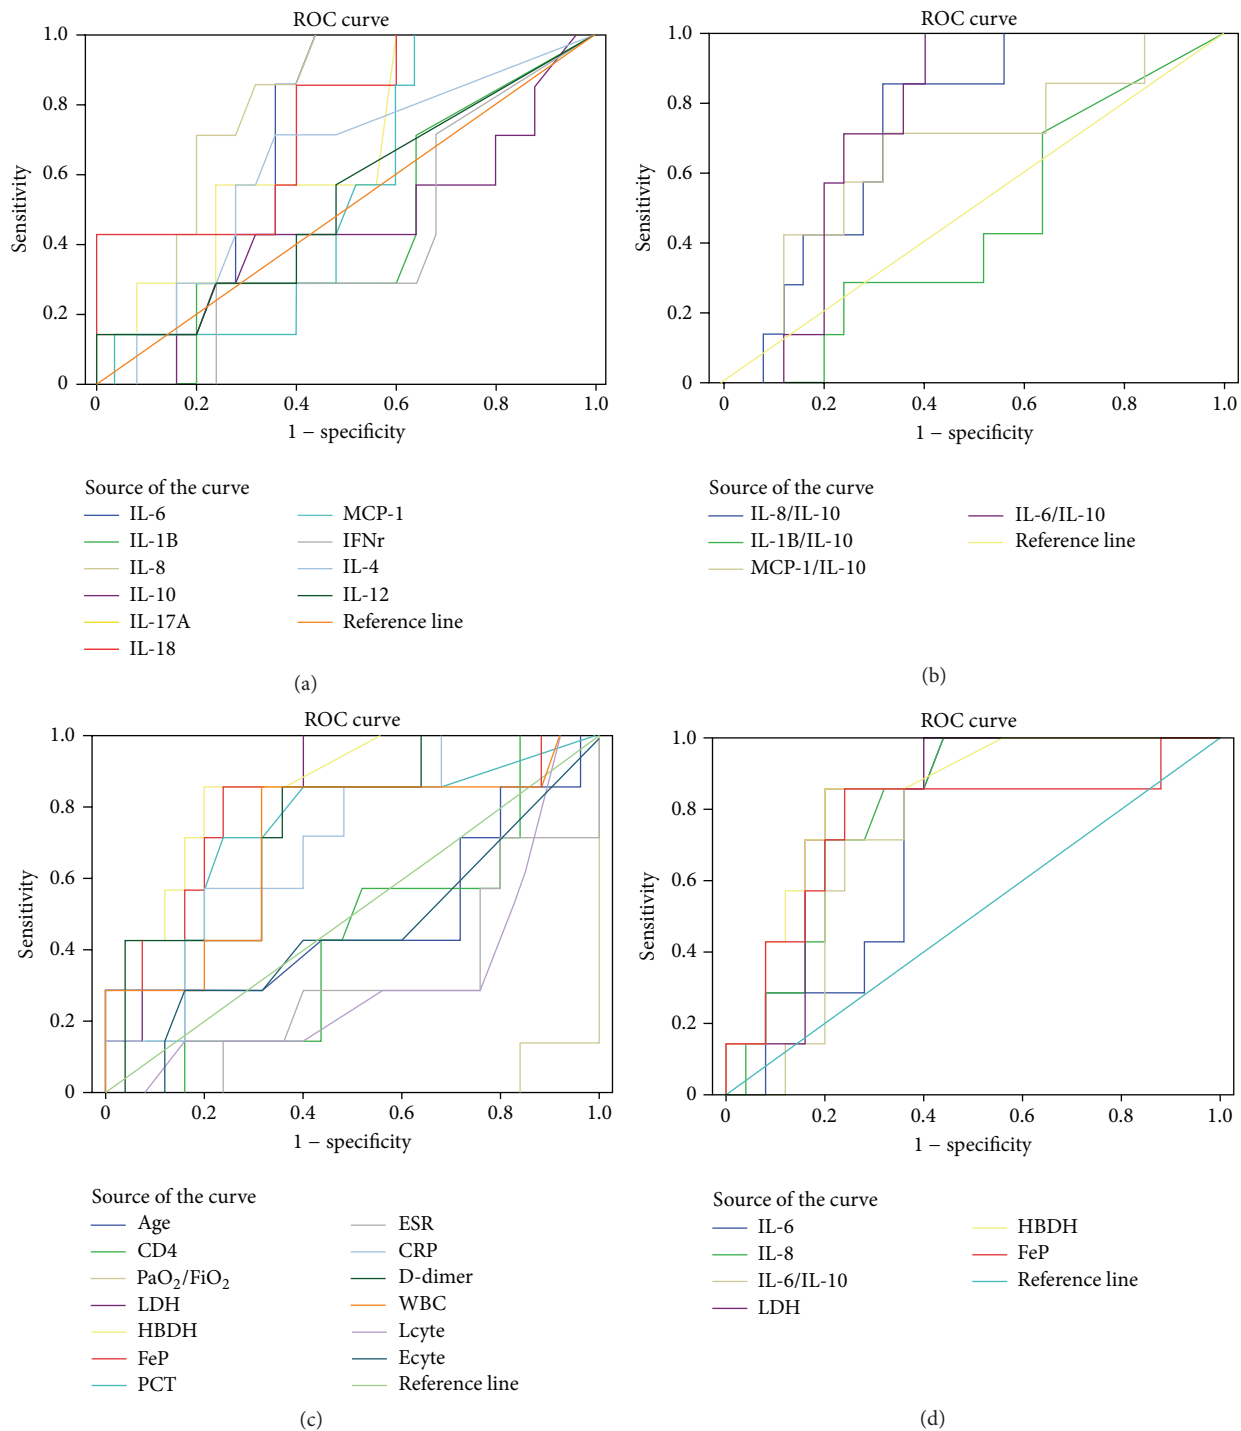 ROC curve
1.0
0.8
0.6
0.4
0.2
0
Sensitivity
0 0.2 0.4 0.6 0.8 1.0
1 − specificity
Source of the curve
IL-6
IL-1B
IL-8
IL-10
IL-17A
IL-18
MCP-1
IFNr
IL-4
IL-12
Reference line
(a)
ROC curve
1.0
0.8
0.6
0.4
0.2
0
Sensitivity
0 0.2 0.4 0.6 0.8 1.0
1 − specificity
Source of the curve
IL-8/IL-10
IL-1B/IL-10
MCP-1/IL-10
IL-6/IL-10
Reference line
(b)
ROC curve
1.0
0.8
0.6
0.4
0.2
0
Sensitivity
0 0.2 0.4 0.6 0.8 1.0
1 − specificity
Source of the curve
Age
CD4
PaO₂/FiO₂
LDH
HBDH
FeP
PCT
ESR
CRP
D-dimer
WBC
Lcyte
Ecyte
Reference line
(c)
ROC curve
1.0
0.8
0.6
0.4
0.2
0
Sensitivity
0 0.2 0.4 0.6 0.8 1.0
1 − specificity
Source of the curve
IL-6
IL-8
IL-6/IL-10
LDH
HBDH
FeP
Reference line
(d)